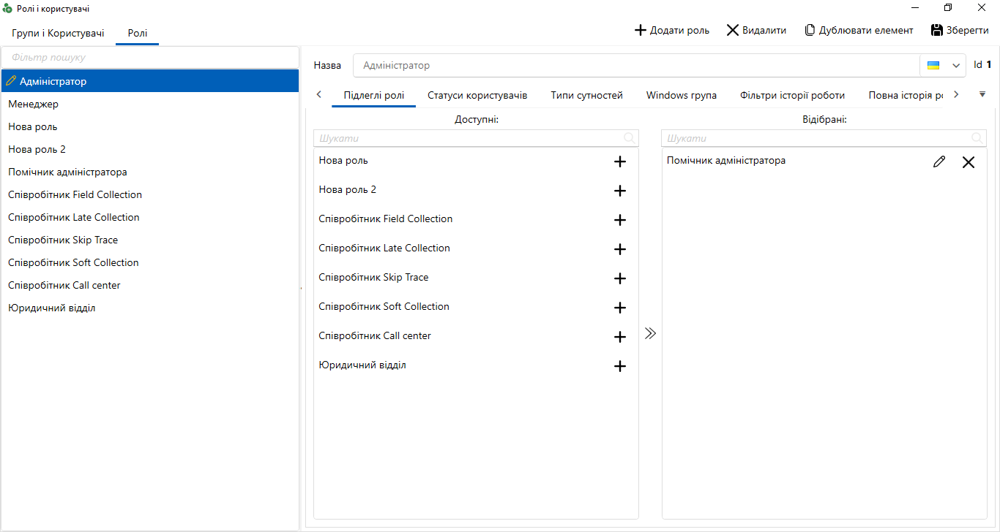 Ролі і користувачі
Групи і Користувачі Ролі
Додати роль Видалити Дублювати елемент Зберегти
Фільтр пошуку
Адміністратор
Менеджер
Нова роль
Нова роль 2
Помічник адміністратора
Співробітник Field Collection
Співробітник Late Collection
Співробітник Skip Trace
Співробітник Soft Collection
Співробітник Call center
Юридичний відділ
Назва Адміністратор Id 1
Підлеглі ролі Статуси користувачів Типи сутностей Windows група Фільтри історії роботи Повна історія ро
Доступні:
Шукати
Нова роль
Нова роль 2
Співробітник Field Collection
Співробітник Late Collection
Співробітник Skip Trace
Співробітник Soft Collection
Співробітник Call center
Юридичний відділ
Відібрані:
Шукати
Помічник адміністратора